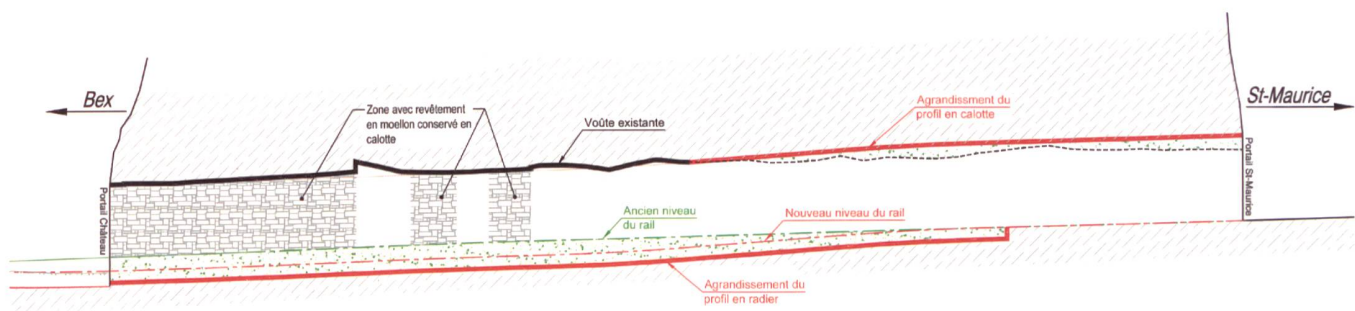 Bex
St-Maurice
Zone avec revêtement
en moellon conservé en
calotte
Voûte existante
Agrandissment du
profil en calotte
Portail Château
Portail St-Maurice
Ancien niveau
du rail
Nouveau niveau du rail
Agrandissement du
profil en radier